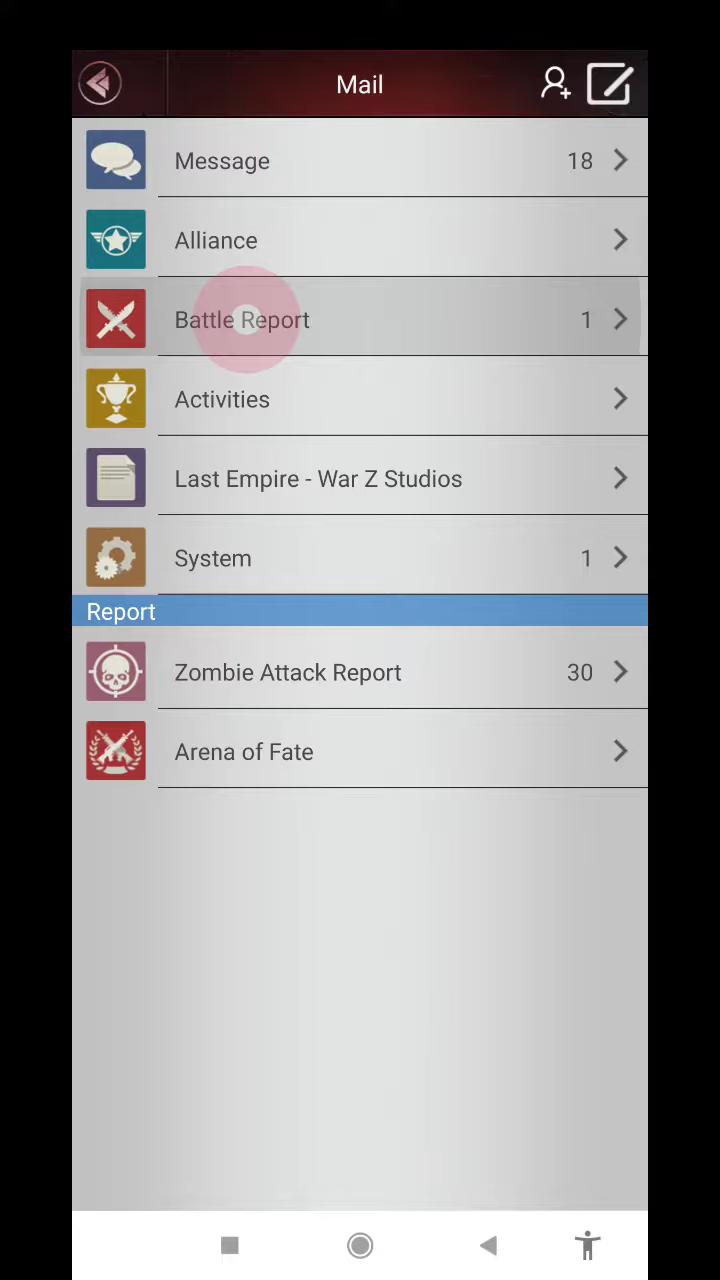 Mail
Message 18
Alliance
Battle Report 1
Activities
Last Empire - War Z Studios
System 1
Report
Zombie Attack Report 30
Arena of Fate